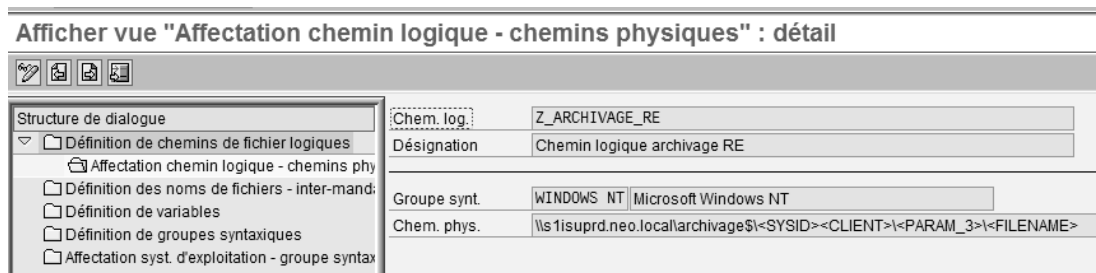 Afficher vue "Affectation chemin logique - chemins physiques" : détail
Structure de dialogue
Définition de chemins de fichier logiques
Affectation chemin logique - chemins phy
Définition des noms de fichiers - inter-manda
Définition de variables
Définition de groupes syntaxiques
Affectation syst. d'exploitation - groupe syntax
Chem. log. Z_ARCHIVAGE_RE
Désignation Chemin logique archivage RE
Groupe synt. WINDOWS NT Microsoft Windows NT
Chem. phys. \\s1isuprd.neo.local\archivage$\<SYSID><CLIENT>\<PARAM_3>\<FILENAME>